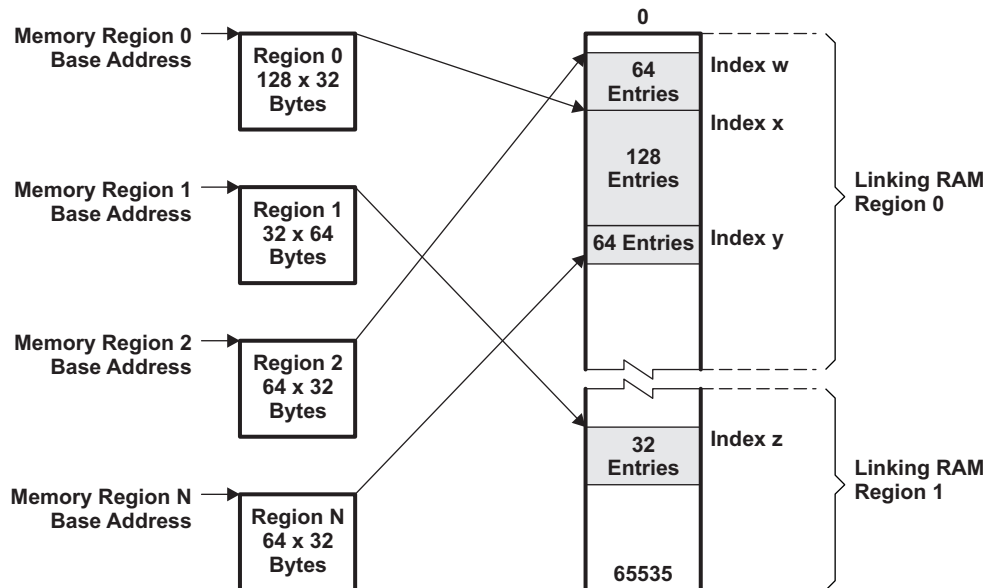 Memory Region 0
Base Address
Region 0
128 x 32
Bytes
Memory Region 1
Base Address
Region 1
32 x 64
Bytes
Memory Region 2
Base Address
Region 2
64 x 32
Bytes
Memory Region N
Base Address
Region N
64 x 32
Bytes
0
64
Entries
Index w
Index x
128
Entries
64 Entries
Index y
Linking RAM
Region 0
32
Entries
Index z
Linking RAM
Region 1
65535